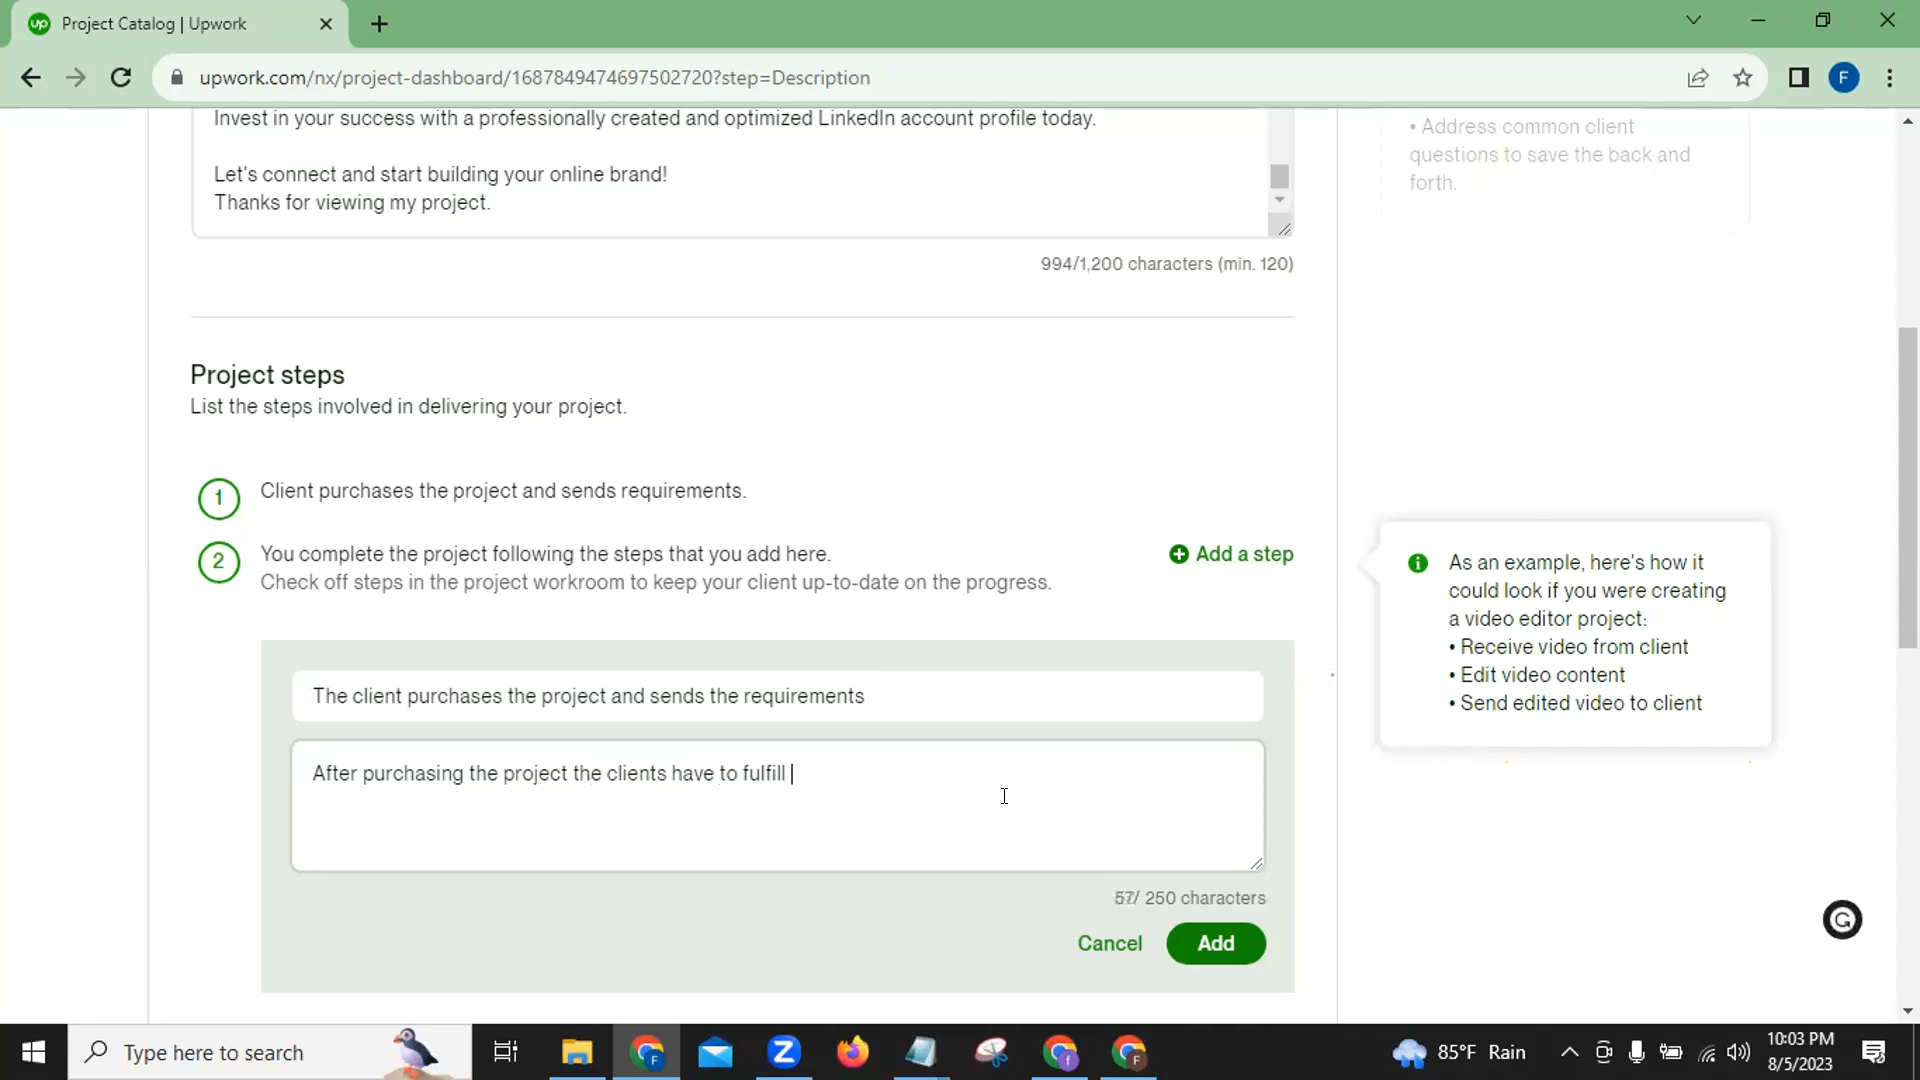 Project Catalog | Upwork
upwork.com/nx/project-dashboard/1687849474697502720?step=Description
F
Invest in your success with a professionally created and optimized LinkedIn account profile today.
Let's connect and start building your online brand!
Thanks for viewing my project.
994/1,200 characters (min. 120)
• Address common client
questions to save the back and
forth.
Project steps
List the steps involved in delivering your project.
1
Client purchases the project and sends requirements.
2
You complete the project following the steps that you add here.
Add a step
Check off steps in the project workroom to keep your client up-to-date on the progress.
The client purchases the project and sends the requirements
After purchasing the project the clients have to fulfill
57/ 250 characters
Cancel
Add
As an example, here's how it
could look if you were creating
a video editor project:
• Receive video from client
• Edit video content
• Send edited video to client
Type here to search
85°F Rain
10:03 PM
8/5/2023